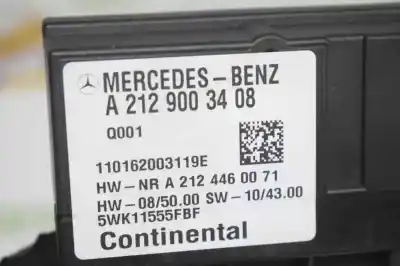 MERCEDES-BENZ
A 212 900 34 08
Q001
110162003119E
HW-NR A 212 446 00 71
HW-08/50.00 SW-10/43.00
5WK11555FBF
Continental